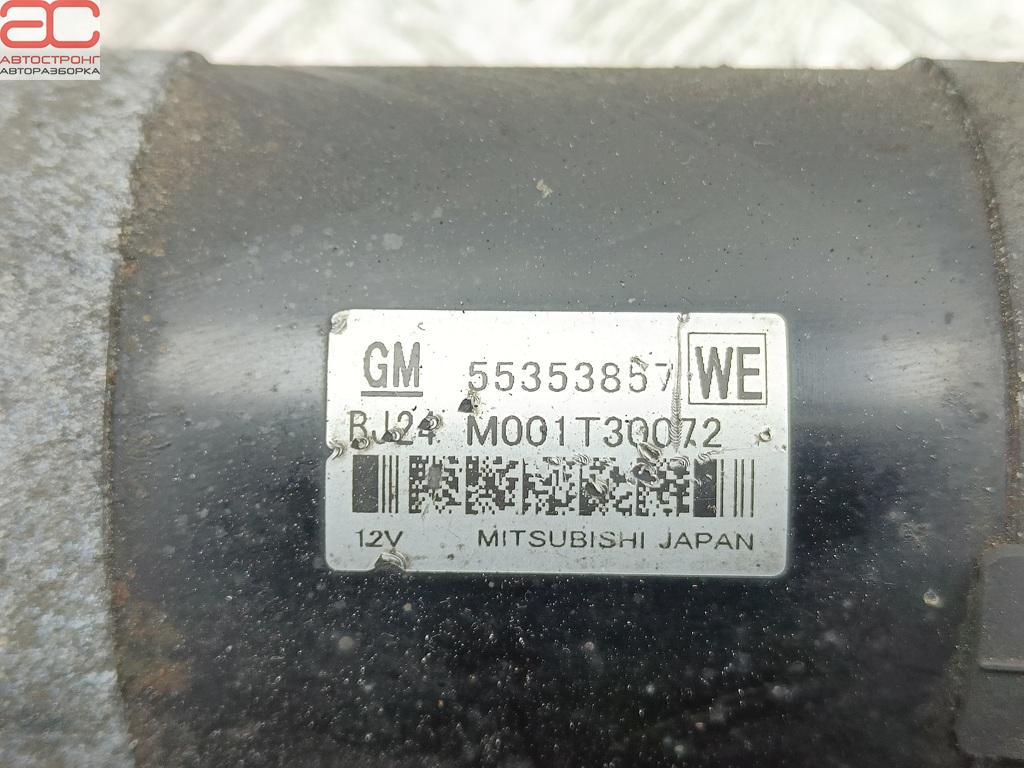 AC
АВТОСТРОНГ
АВТОРАЗБОРКА
GM 55353857 WE
BJ24 M001T30072
12V MITSUBISHI JAPAN